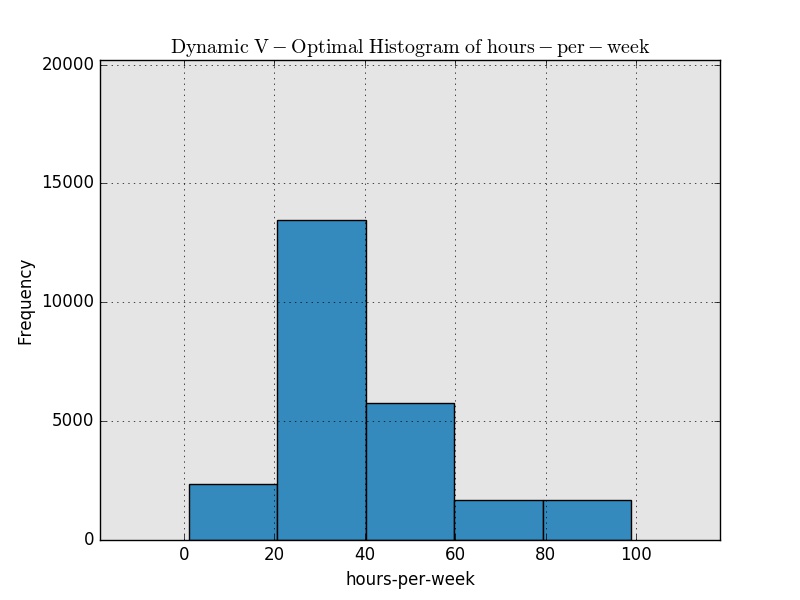 Dynamic V − Optimal Histogram of hours − per − week
20000
15000
10000
5000
0
Frequency
0 20 40 60 80 100
hours-per-week